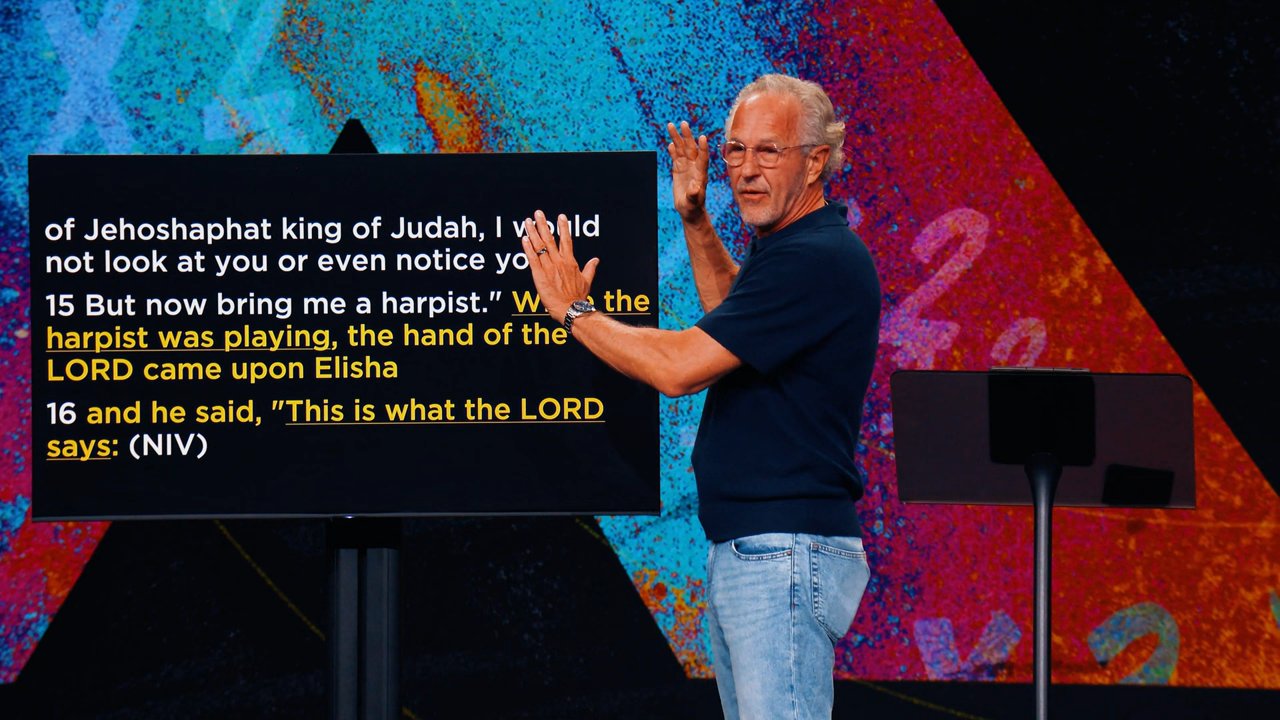 of Jehoshaphat king of Judah, I would
not look at you or even notice
15 But now bring me a harpist." the
harpist was playing, the hand of the
LORD came upon Elisha
16 and he said, "This is what the LORD
says: (NIV)